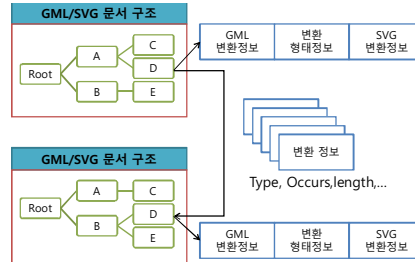 GML/SVG 문서 구조
Root
A
B
C
D
E
GML
변환정보
변환
형태정보
SVG
변환정보
변환 정보
Type, Occurs,length,...
GML/SVG 문서 구조
Root
A
B
C
D
E
GML
변환정보
변환
형태정보
SVG
변환정보